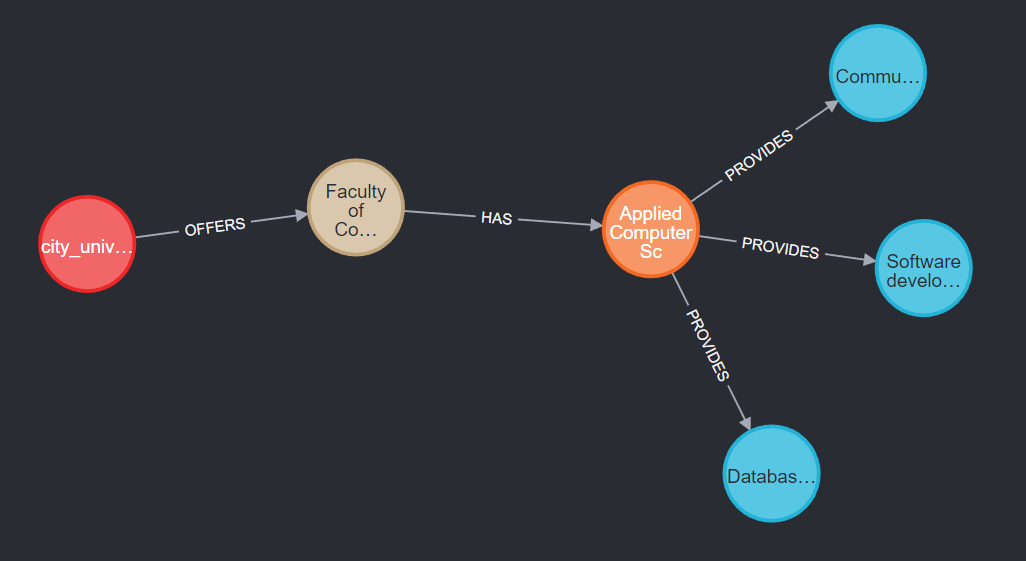 city_univ…
OFFERS
Faculty
of
Co…
HAS
Applied
Computer
Sc
PROVIDES
Commu…
PROVIDES
Software
develo…
PROVIDES
Databas…